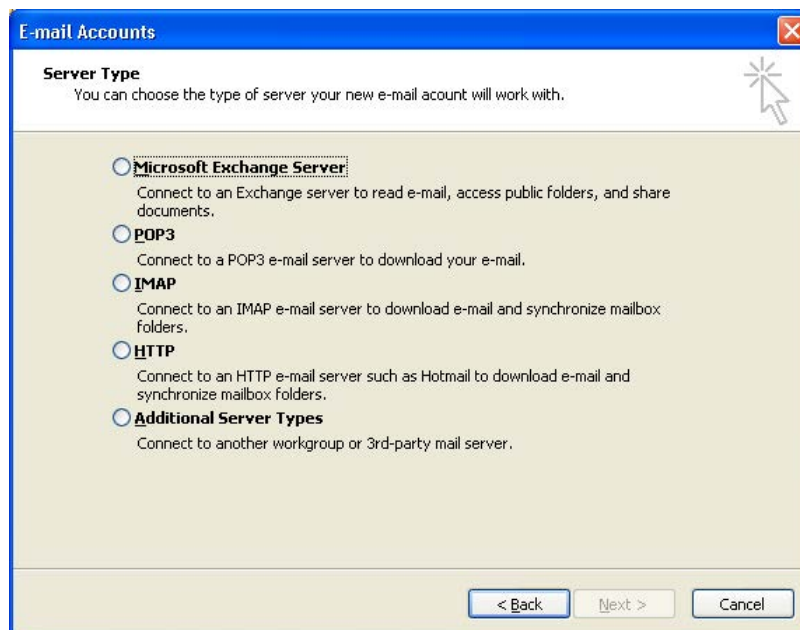 E-mail Accounts
Server Type
You can choose the type of server your new e-mail acount will work with.
Microsoft Exchange Server
Connect to an Exchange server to read e-mail, access public folders, and share
documents.
POP3
Connect to a POP3 e-mail server to download your e-mail.
IMAP
Connect to an IMAP e-mail server to download e-mail and synchronize mailbox
folders.
HTTP
Connect to an HTTP e-mail server such as Hotmail to download e-mail and
synchronize mailbox folders.
Additional Server Types
Connect to another workgroup or 3rd-party mail server.
< Back Next > Cancel